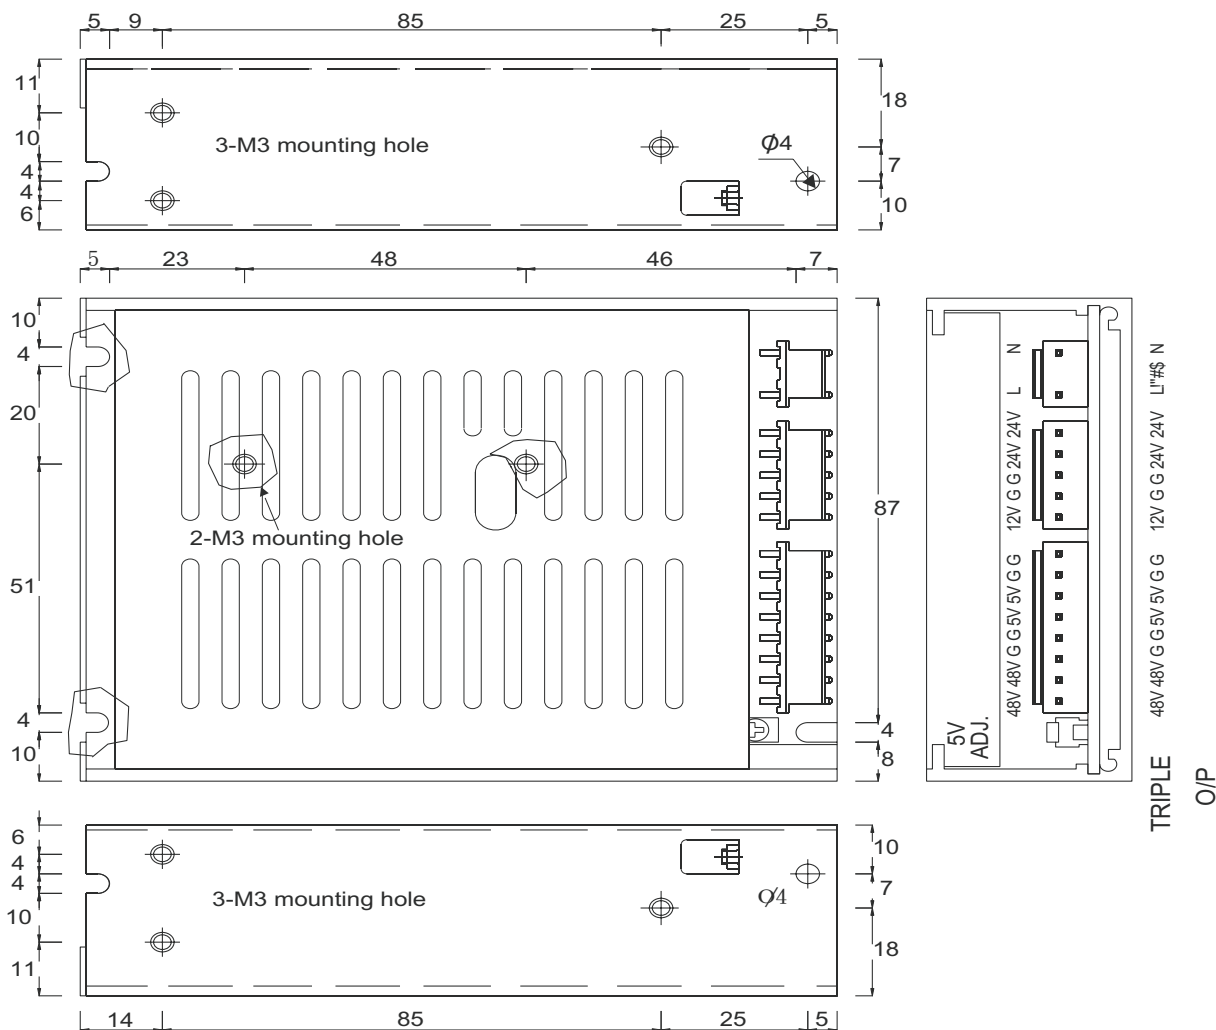 5 9 85 25 5
11
10
4
4
6
3-M3 mounting hole
Φ4
18
7
10
5 23 48 46 7
10
4
20
51
4
10
2-M3 mounting hole
87
4
8
N
L
12V G G 24V 24V
48V 48V G G 5V 5V G G
5V
ADJ.
12V G G 24V 24V L!"#$ N
48V 48V G G 5V 5V G G
TRIPLE
O/P
6
4
4
10
11
3-M3 mounting hole
Φ4
10
7
18
14 85 25 5